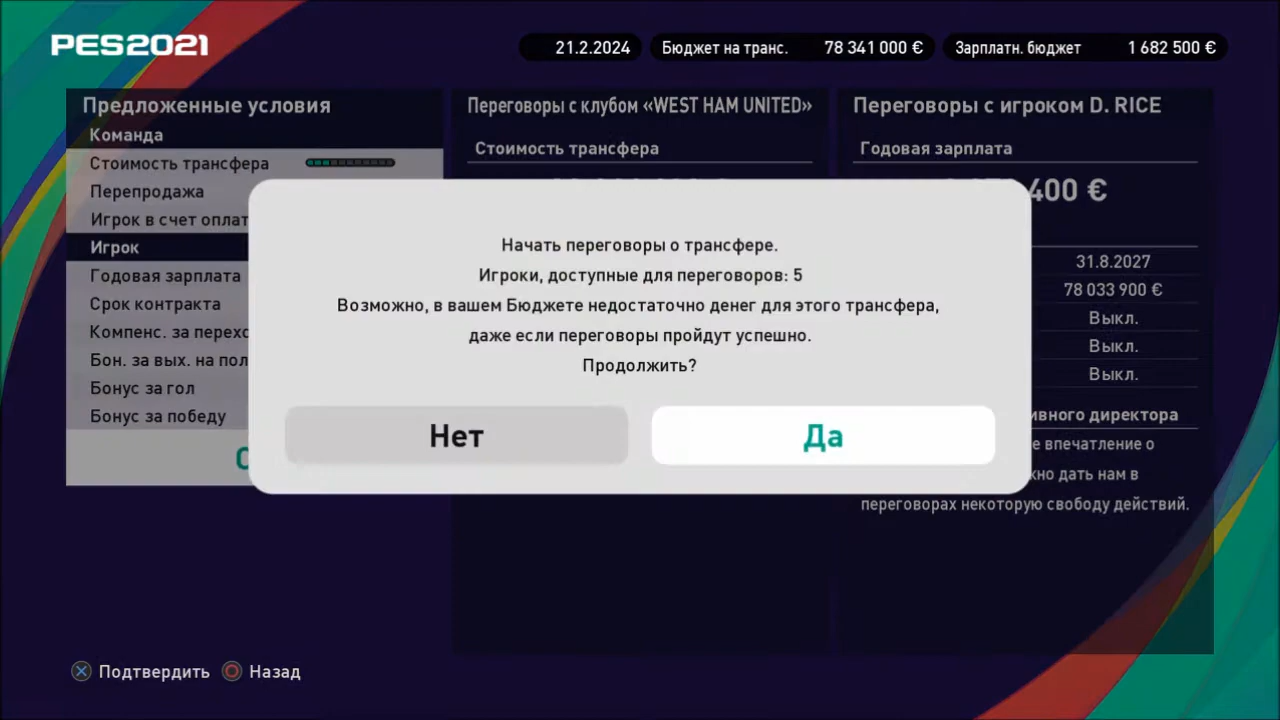 PES2021
21.2.2024
Бюджет на транс. 78 341 000 €
Зарплатн. бюджет 1 682 500 €
Предложенные условия
Команда
Стоимость трансфера
Перепродажа
Игрок в счет
Игрок
Годовая зарплата
Срок контракта
Компенс. за
Бон. за вых. на
Бонус за гол
Бонус за победу
Переговоры с клубом «WEST HAM UNITED»
Стоимость трансфера
Переговоры с игроком D. RICE
Годовая зарплата
400 €
31.8.2027
78 033 900 €
Выкл.
Выкл.
Выкл.
директора
впечатление о
дать нам в
переговорах некоторую свободу действий.
Начать переговоры о трансфере.
Игроки, доступные для переговоров: 5
Возможно, в вашем Бюджете недостаточно денег для этого трансфера,
даже если переговоры пройдут успешно.
Продолжить?
Нет
Да
Подтвердить
Назад